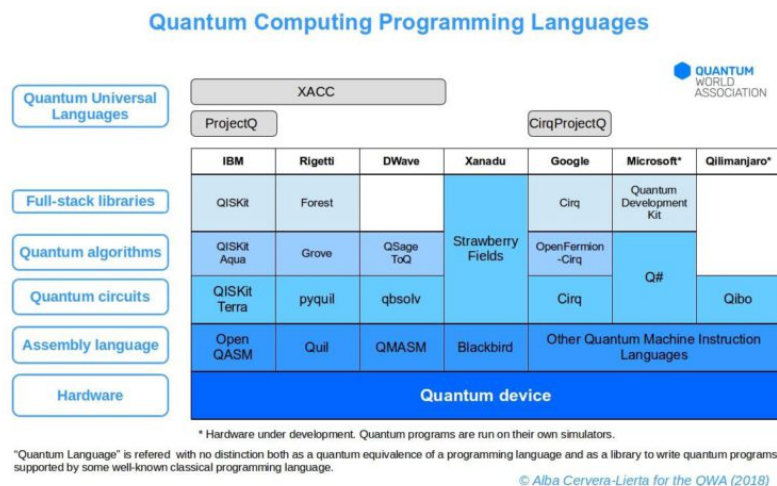 Quantum Computing Programming Languages
QUANTUM
WORLD
ASSOCIATION
Quantum Universal
Languages
XACC
ProjectQ
CirqProjectQ
IBM Rigetti DWave Xanadu Google Microsoft* Qilimanjaro*
Full-stack libraries
QISKit
Forest
Cirq
Quantum
Development
Kit
Quantum algorithms
QISKit
Aqua
Grove
QSage
ToQ
Strawberry
Fields
OpenFermion
-Cirq
Q#
Quantum circuits
QISKit
Terra
pyquil
qbsolv
Cirq
Qibo
Assembly language
Open
QASM
Quil
QMASM
Blackbird
Other Quantum Machine Instruction
Languages
Hardware
Quantum device
* Hardware under development. Quantum programs are run on their own simulators.
"Quantum Language" is refered with no distinction both as a quantum equivalence of a programming language and as a library to write quantum programs
supported by some well-known classical programming language.
© Alba Cervera-Lierta for the QWA (2018)